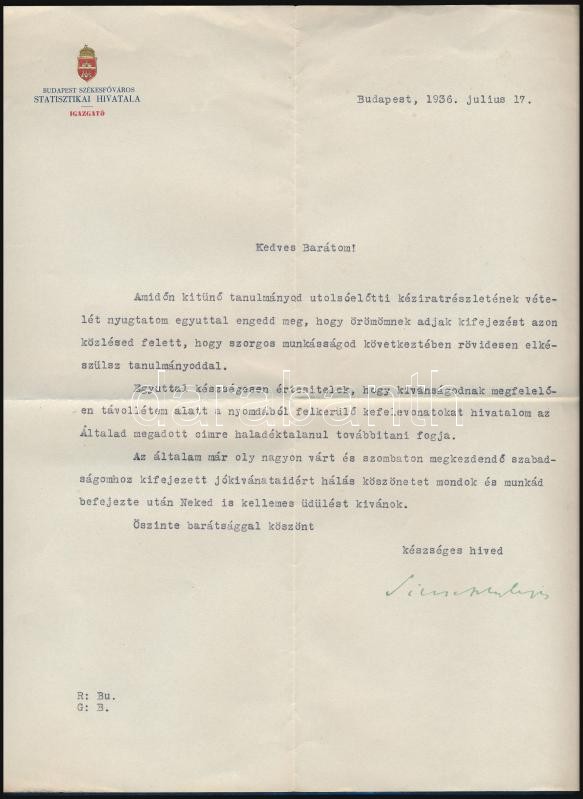 BUDAPEST SZÉKESFŐVÁROS
STATISZTIKAI HIVATALA
IGAZGATÓ
Budapest, 1936. julius 17.
Kedves Barátom!
Amidőn kitünő tanulmányod utolsóelőtti kéziratrészletének véte-
lét nyugtatom egyuttal engedd meg, hogy örömömnek adjak kifejezést azon
közlésed felett, hogy szorgos munkásságod következtében rövidesen elké-
szülsz tanulmányoddal.
Egyuttal készségesen értesitelek, hogy kivánságodnak megfelelő-
en távollétem alatt a nyomdából felkerülő kefelevonatokat hivatalom az
Általad megadott cimre haladéktalanul továbbitani fogja.
Az általam már oly nagyon várt és szombaton megkezdendő szabad-
ságomhoz kifejezett jókivánataidért hálás köszönetet mondok és munkád
befejezte után Neked is kellemes üdülést kivánok.
Őszinte barátsággal köszönt
készséges hived
R: Bu.
G: B.
darabanth